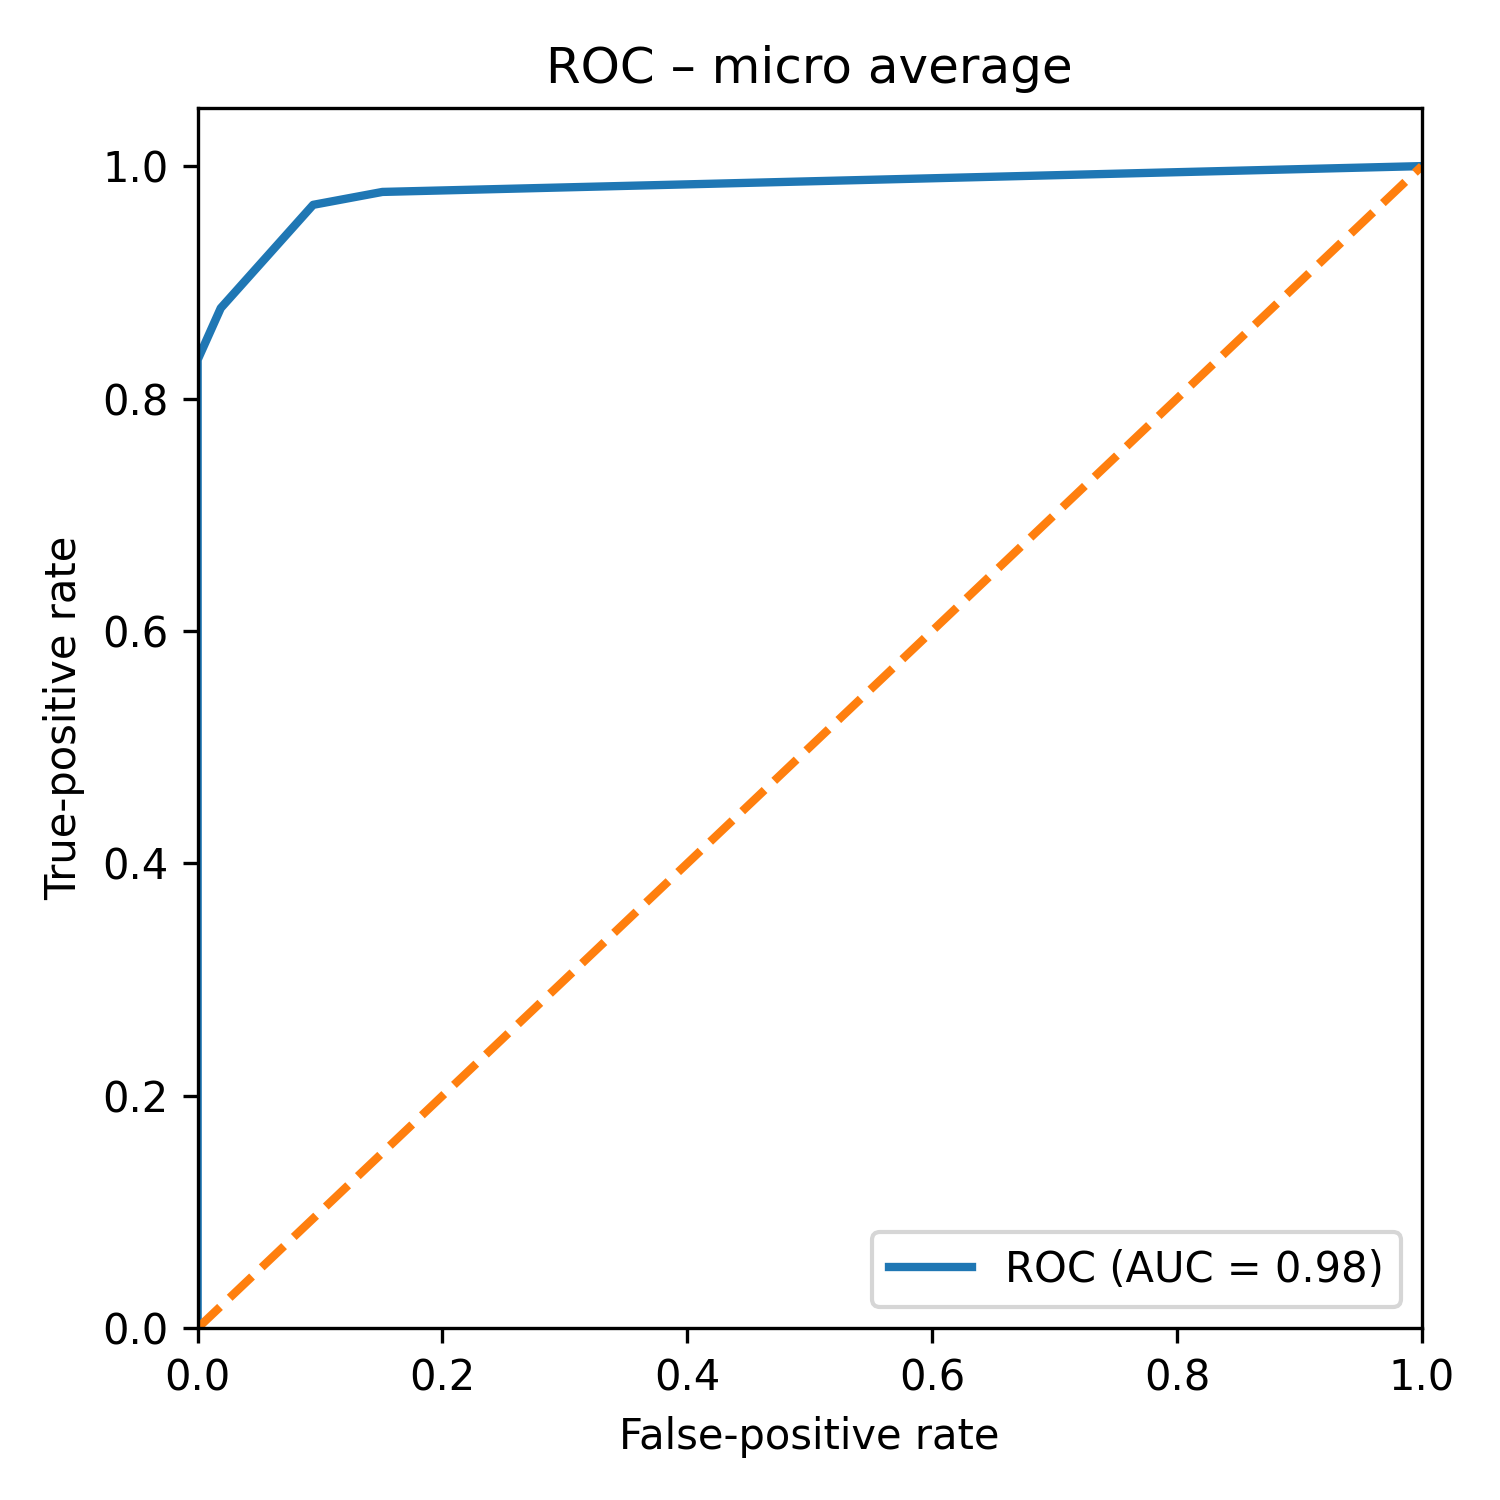 ROC – micro average
1.0
0.8
0.6
0.4
0.2
0.0
True-positive rate
0.0 0.2 0.4 0.6 0.8 1.0
False-positive rate
ROC (AUC = 0.98)